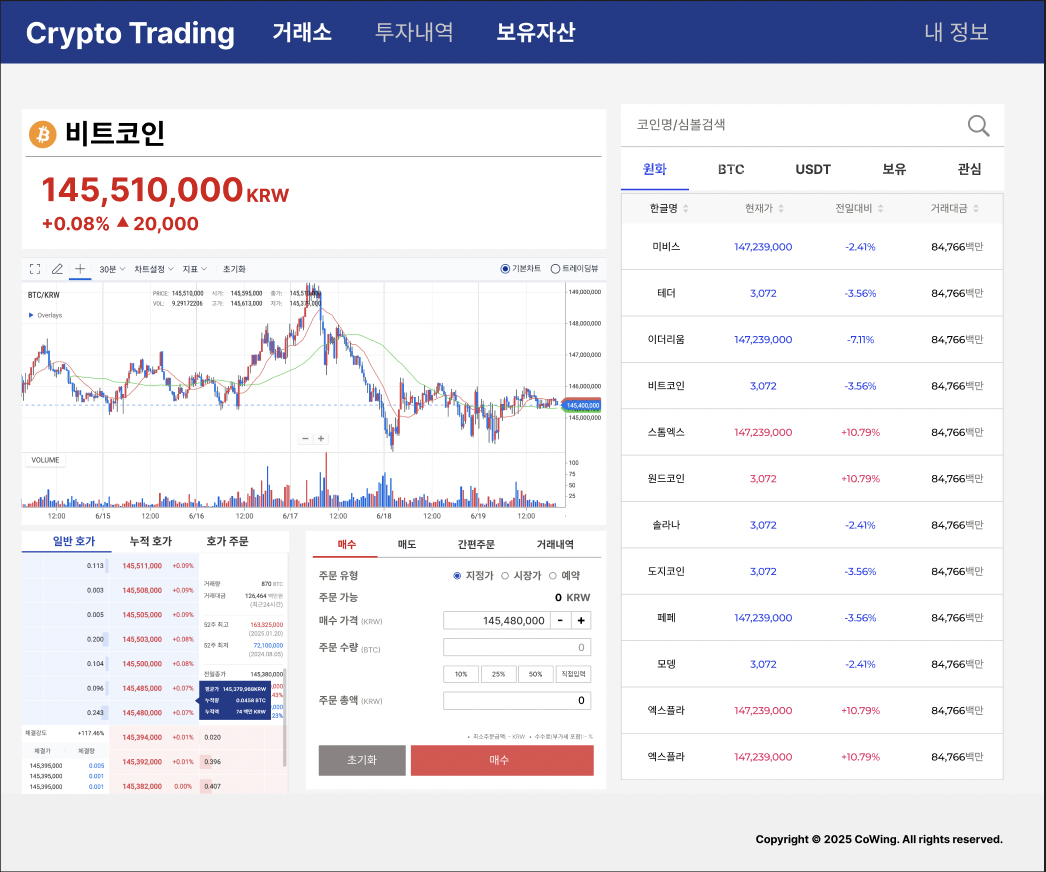 Crypto Trading 거래소 투자내역 보유자산 내 정보
비트코인
145,510,000 KRW
+0.08% ▲ 20,000
30분 차트설정 지표 초기화 기본차트 트레이딩뷰
BTC/KRW
PRICE: 145,510,000 시가: 145,595,000 종가:
VOL: 9.29172206 고가: 145,613,000 저가: 145,379,000
Overlays
149,000,000
148,000,000
147,000,000
146,000,000
145,400,000
145,000,000
VOLUME
100
75
50
25
12:00 6/15 12:00 6/16 12:00 6/17 12:00 6/18 12:00 6/19 12:00
일반 호가 누적 호가 호가 주문
0.113 145,511,000 +0.09%
0.003 145,508,000 +0.09%
0.005 145,505,000 +0.09%
0.200 145,503,000 +0.08%
0.104 145,500,000 +0.08%
0.096 145,485,000 +0.07%
0.243 145,480,000 +0.07%
거래량 870 BTC
거래대금 126,464 백만원
(최근24시간)
52주 최고 163,325,000
(2025.01.20)
52주 최저 72,100,000
(2024.08.05)
전일종가 145,380,000
평균가 145,379,968KRW
누적량 0.0458 BTC
누적액 74 백만 KRW
체결강도 +117.46%
체결가 체결량
145,395,000 0.005
145,395,000 0.001
145,395,000 0.001
145,394,000 +0.01% 0.020
145,392,000 +0.01% 0.396
145,382,000 0.00% 0.407
매수 매도 간편주문 거래내역
주문 유형 지정가 시장가 예약
주문 가능 0 KRW
매수 가격 (KRW) 145,480,000 - +
주문 수량 (BTC) 0
10% 25% 50% 직접입력
주문 총액 (KRW) 0
• 최소주문금액: - KRW • 수수료(부가세 포함): - %
초기화 매수
코인명/심볼검색
원화 BTC USDT 보유 관심
한글명 현재가 전일대비 거래대금
미비스 147,239,000 -2.41% 84,766백만
테더 3,072 -3.56% 84,766백만
이더리움 147,239,000 -7.11% 84,766백만
비트코인 3,072 -3.56% 84,766백만
스톰엑스 147,239,000 +10.79% 84,766백만
원드코인 3,072 +10.79% 84,766백만
솔라나 3,072 -2.41% 84,766백만
도지코인 3,072 -3.56% 84,766백만
페페 147,239,000 -3.56% 84,766백만
모뎅 3,072 -2.41% 84,766백만
엑스플라 147,239,000 +10.79% 84,766백만
엑스플라 147,239,000 +10.79% 84,766백만
Copyright © 2025 CoWing. All rights reserved.